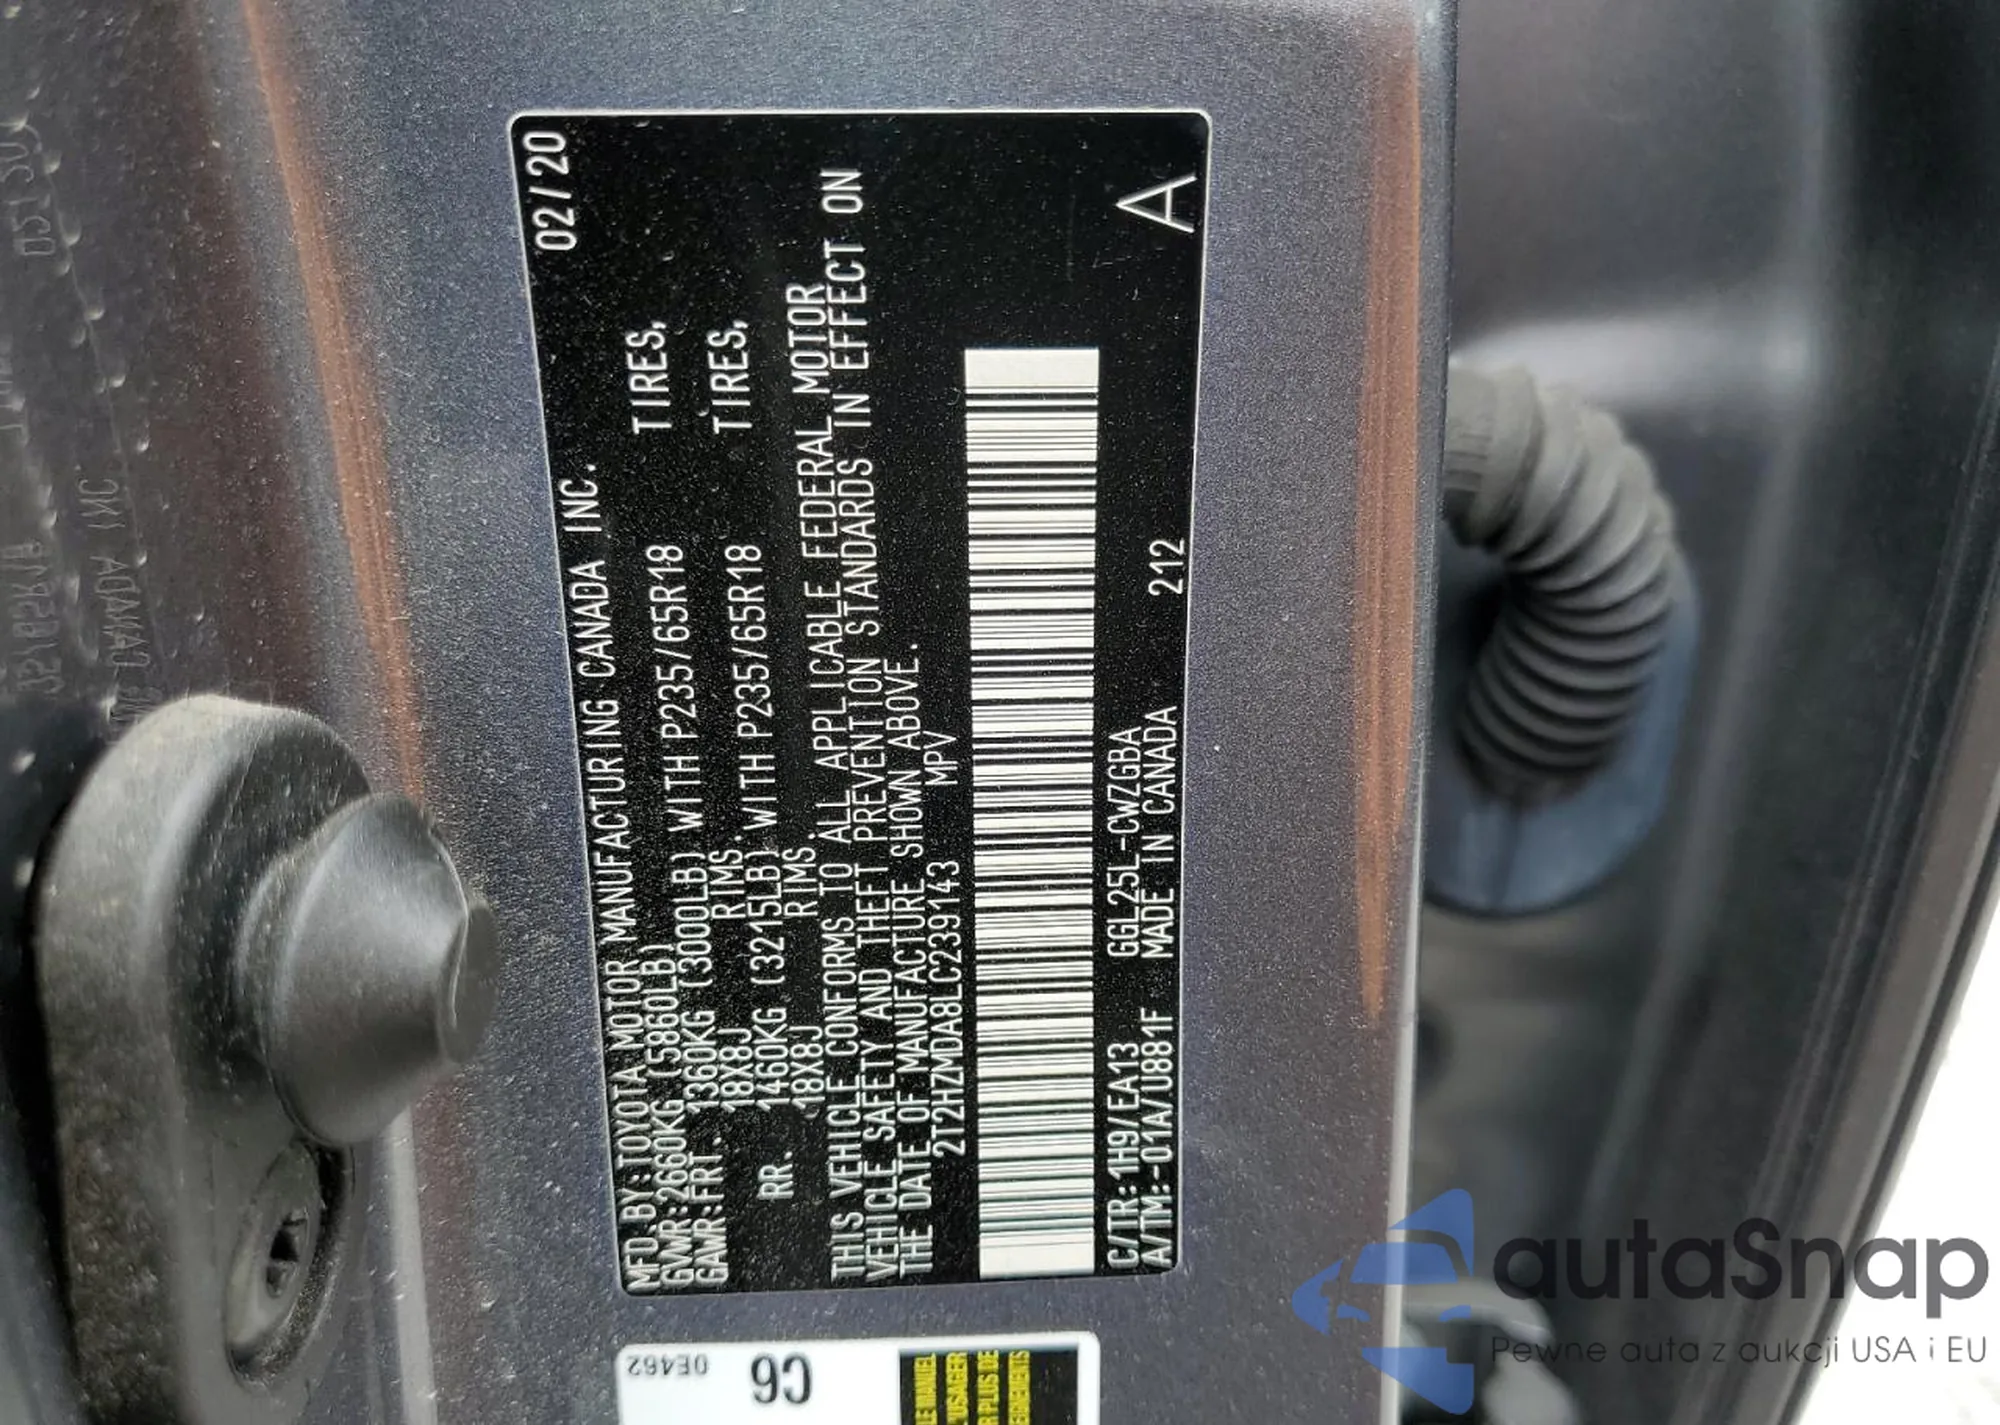 MFD.BY:TOYOTA MOTOR MANUFACTURING CANADA INC. 02/20
GVWR:2660KG (5860LB)
GAWR:FRT. 1360KG (3000LB) WITH P235/65R18 TIRES,
18X8J RIMS.
RR. 1460KG (3215LB) WITH P235/65R18 TIRES,
18X8J RIMS.
THIS VEHICLE CONFORMS TO ALL APPLICABLE FEDERAL MOTOR
VEHICLE SAFETY AND THEFT PREVENTION STANDARDS IN EFFECT ON
THE DATE OF MANUFACTURE SHOWN ABOVE.
2T2HZMDA8LC239143 MPV
C/TR:1H9/EA13 GGL25L-CWZGBA
A/TM:-01A/U881F MADE IN CANADA 212 A
0E462
C6
LE MANUEL
autaSnap
Pewne auta z aukcji USA i EU